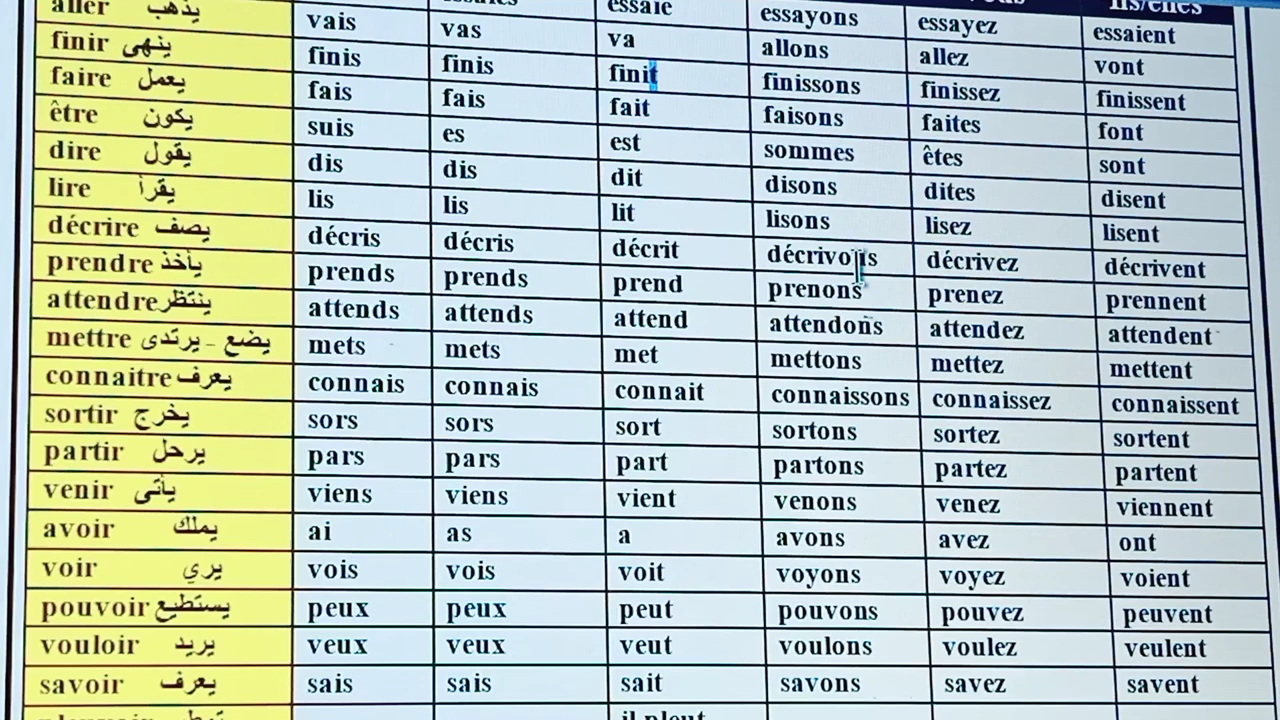 essaie essayons essayez essaient
aller يذهب vais vas va allons allez vont
finir ينهى finis finis finit finissons finissez finissent
faire يعمل fais fais fait faisons faites font
être يكون suis es est sommes êtes sont
dire يقول dis dis dit disons dites disent
lire يقرأ lis lis lit lisons lisez lisent
décrire يصف décris décris décrit décrivons décrivez décrivent
prendre يأخذ prends prends prend prenons prenez prennent
attendre ينتظر attends attends attend attendons attendez attendent
mettre يضع - يرتدى mets mets met mettons mettez mettent
connaitre يعرف connais connais connait connaissons connaissez connaissent
sortir يخرج sors sors sort sortons sortez sortent
partir يرحل pars pars part partons partez partent
venir يأتى viens viens vient venons venez viennent
avoir يملك ai as a avons avez ont
voir يري vois vois voit voyons voyez voient
pouvoir يستطيع peux peux peut pouvons pouvez peuvent
vouloir يريد veux veux veut voulons voulez veulent
savoir يعرف sais sais sait savons savez savent
il pleut